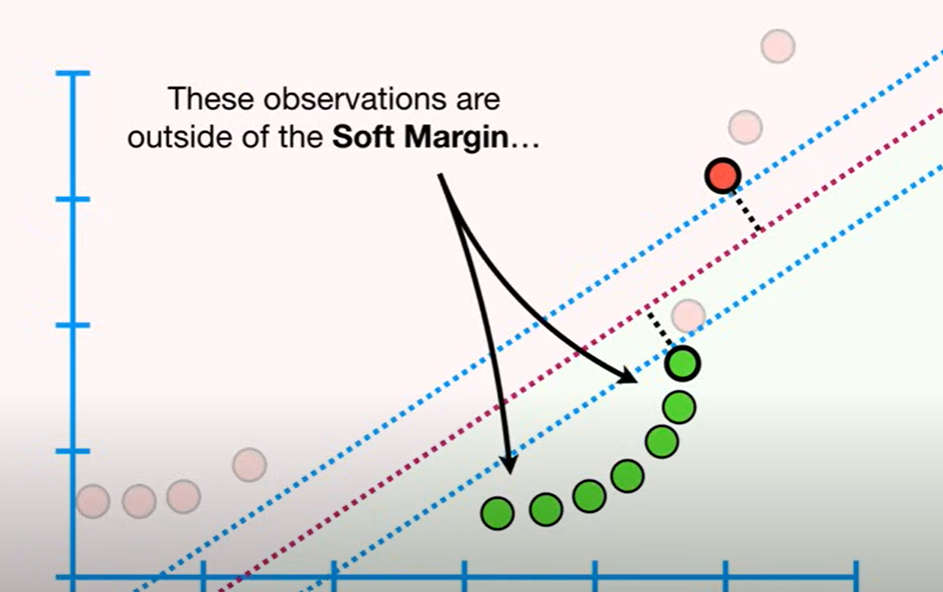 These observations are
outside of the Soft Margin…